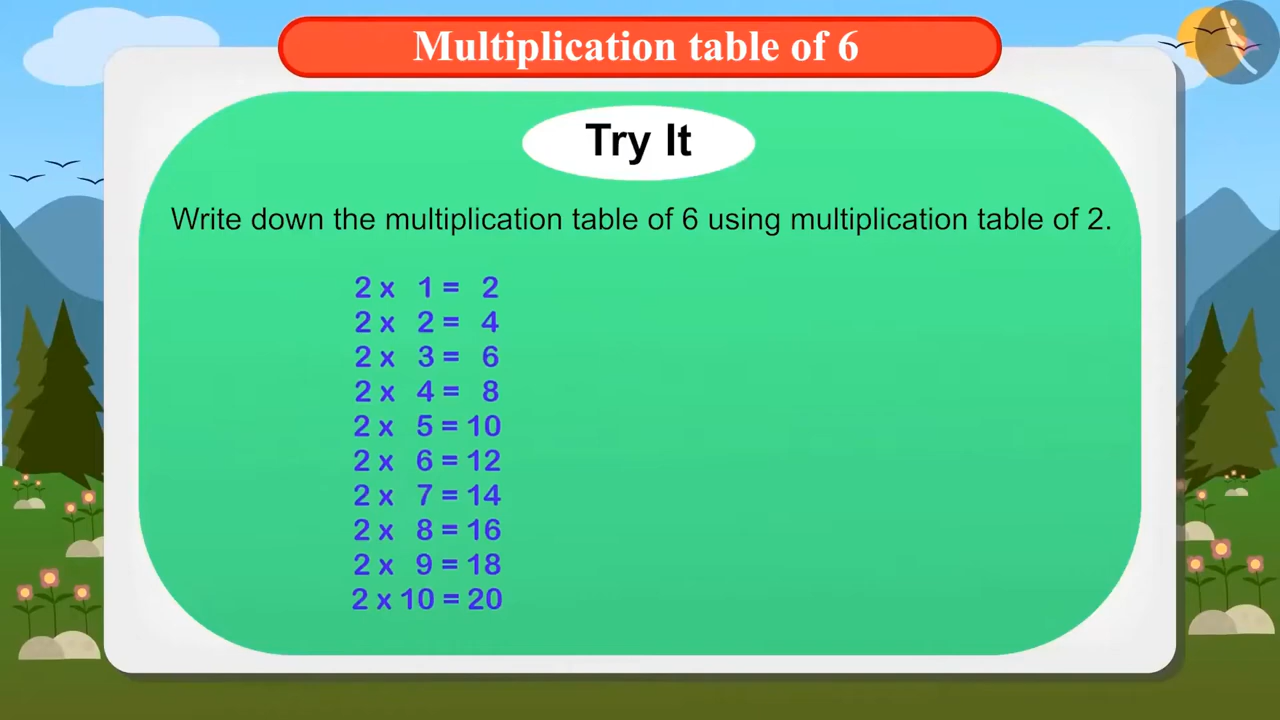 Multiplication table of 6
Try It
Write down the multiplication table of 6 using multiplication table of 2.
2 x 1 = 2
2 x 2 = 4
2 x 3 = 6
2 x 4 = 8
2 x 5 = 10
2 x 6 = 12
2 x 7 = 14
2 x 8 = 16
2 x 9 = 18
2 x 10 = 20